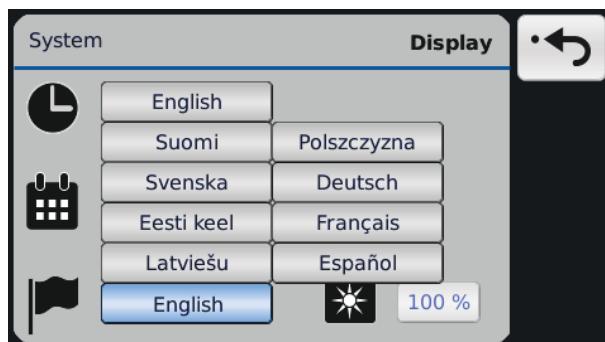 System Display
English
Suomi Polszczyzna
Svenska Deutsch
Eesti keel Français
Latviešu Español
English 100 %